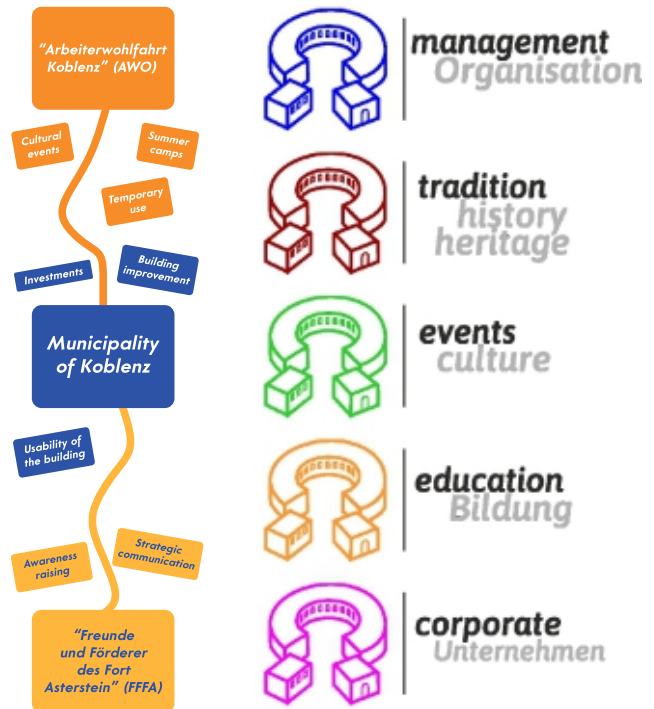 “Arbeiterwohlfahrt
Koblenz” (AWO)
Cultural
events
Summer
camps
Temporary
use
Investments
Building
improvement
Municipality
of Koblenz
Usability of
the building
Awareness
raising
Strategic
communication
“Freunde
und Förderer
des Fort
Asterstein” (FFFA)
management
Organisation
tradition
history
heritage
events
culture
education
Bildung
corporate
Unternehmen